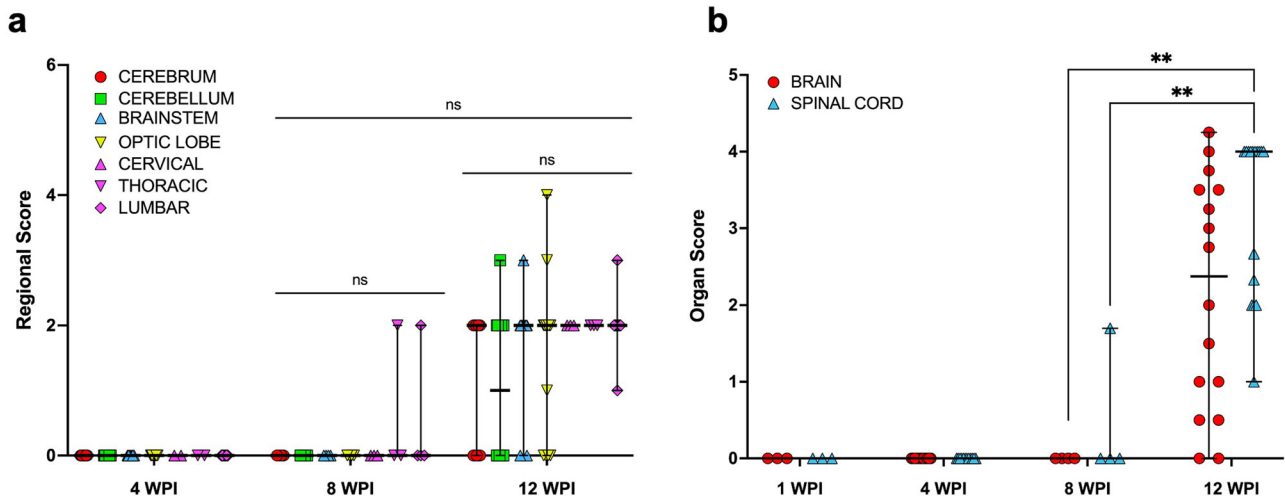 a
Regional Score
6
4
2
0
CEREBRUM
CEREBELLUM
BRAINSTEM
OPTIC LOBE
CERVICAL
THORACIC
LUMBAR
ns
ns
ns
4 WPI 8 WPI 12 WPI
b
Organ Score
5
4
3
2
1
0
BRAIN
SPINAL CORD
**
**
1 WPI 4 WPI 8 WPI 12 WPI